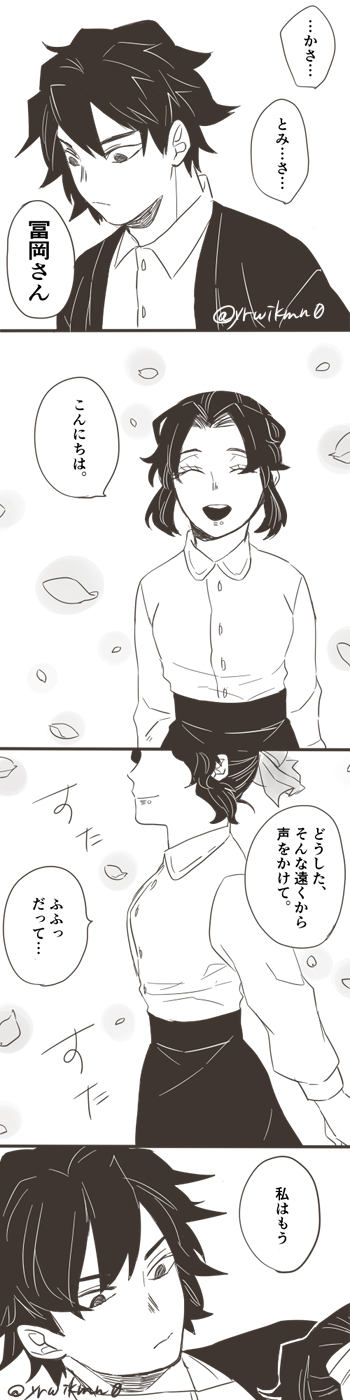 …かさ…
とみ…さ…
冨岡さん
@yrwikmn0
こんにちは。
どうした、
そんな遠くから
声をかけて。
すた
ふふっ
だって…
すた
私はもう
@yrwikmn0